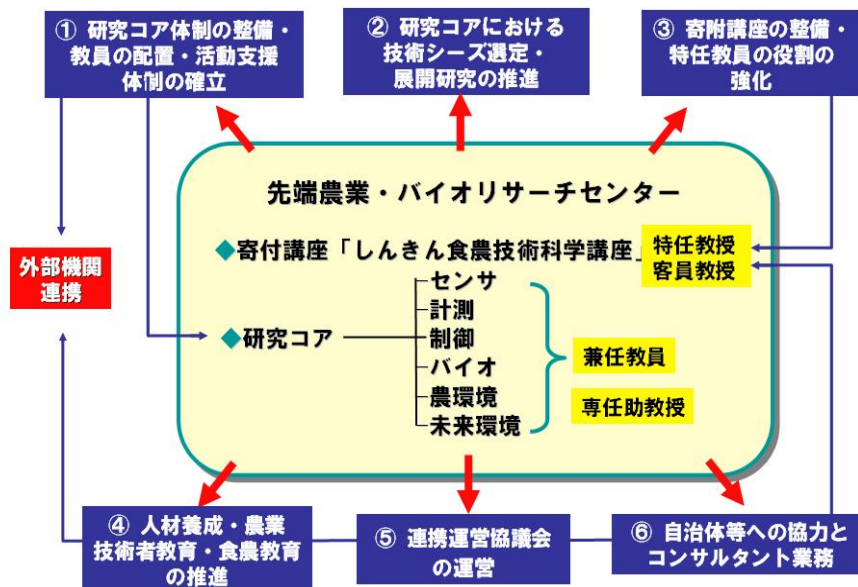 ① 研究コア体制の整備・
教員の配置・活動支援
体制の確立
② 研究コアにおける
技術シーズ選定・
展開研究の推進
③ 寄附講座の整備・
特任教員の役割の
強化
先端農業・バイオリサーチセンター
◆寄付講座「しんきん食農技術科学講座」
特任教授
客員教授
外部機関
連携
◆研究コア
センサ
計測
制御
バイオ
農環境
未来環境
兼任教員
専任助教授
④ 人材養成・農業
技術者教育・食農教育
の推進
⑤ 連携運営協議会
の運営
⑥ 自治体等への協力と
コンサルタント業務